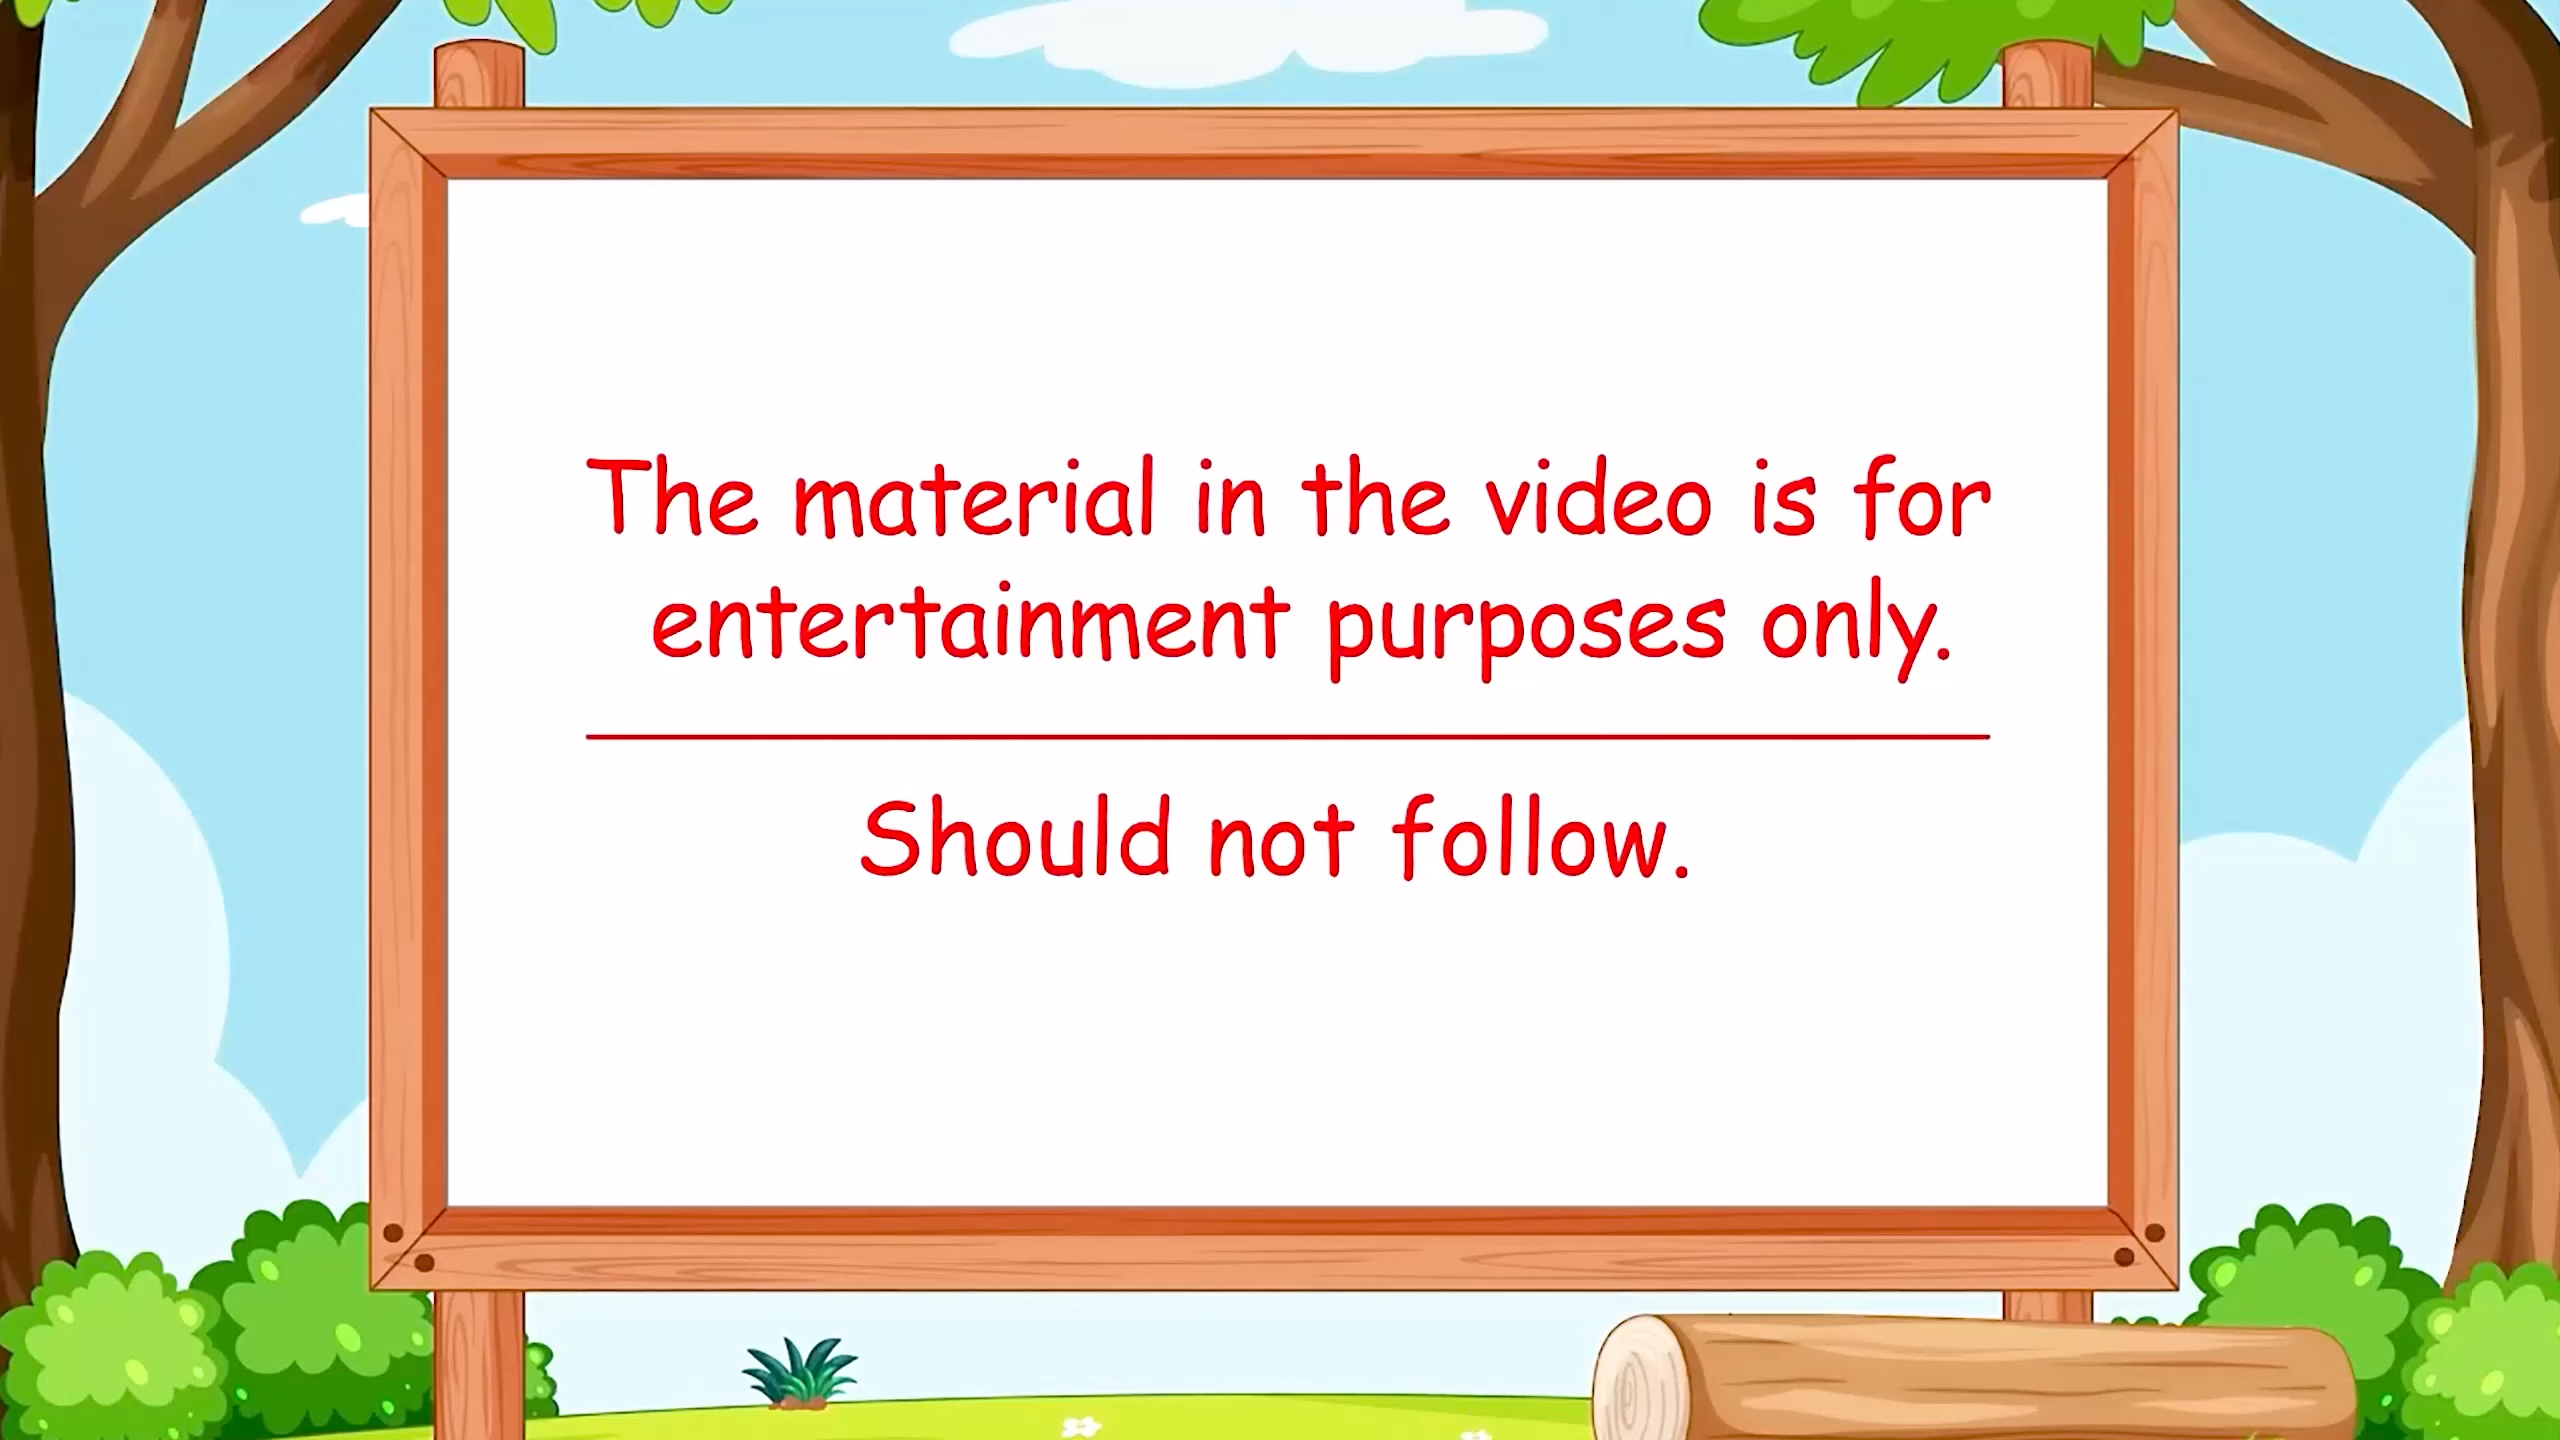 The material in the video is for
entertainment purposes only.
Should not follow.